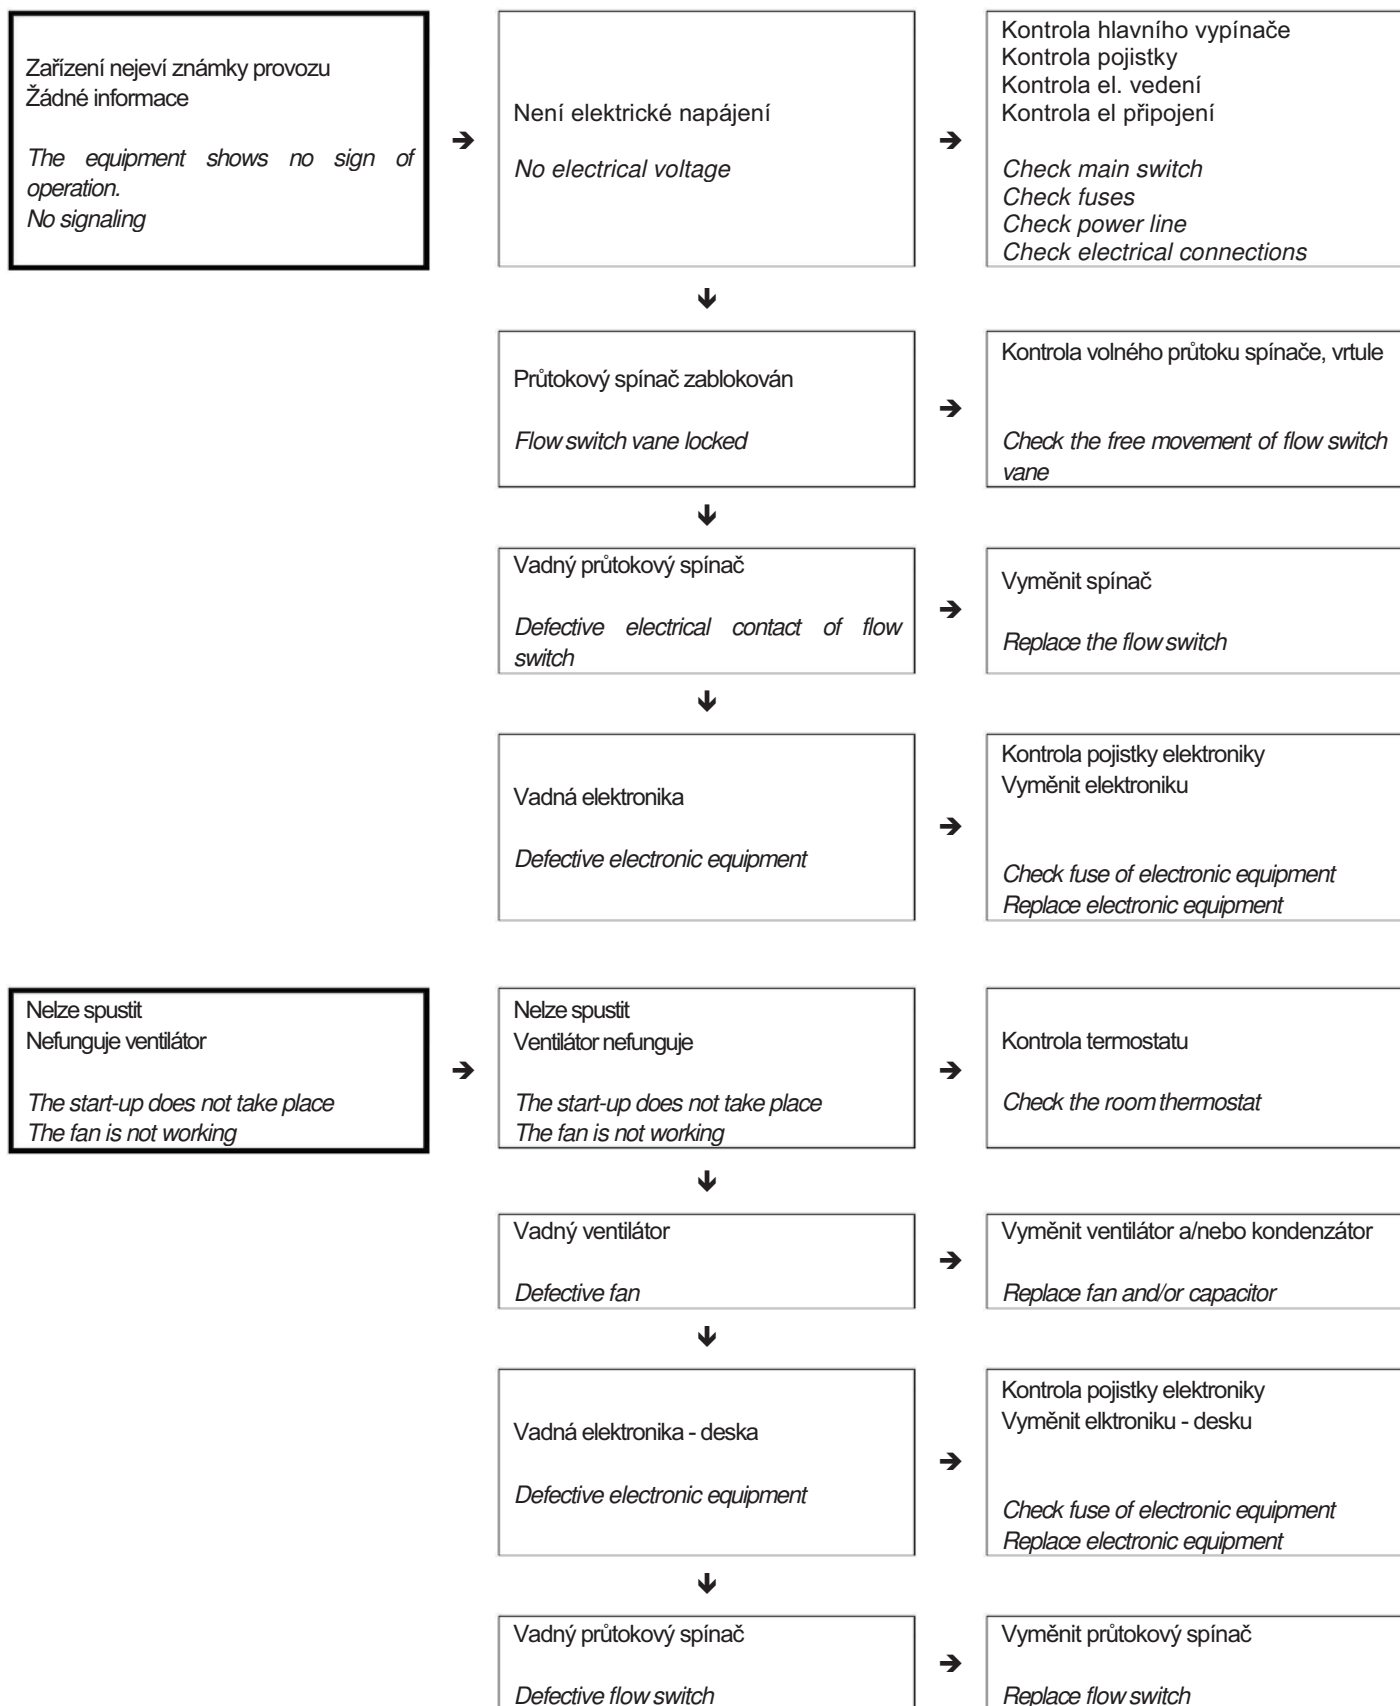 Zařízení nejeví známky provozu
Žádné informace
The equipment shows no sign of
operation.
No signaling
➔
Není elektrické napájení
No electrical voltage
➔
Kontrola hlavního vypínače
Kontrola pojistky
Kontrola el. vedení
Kontrola el připojení
Check main switch
Check fuses
Check power line
Check electrical connections
Průtokový spínač zablokován
Flow switch vane locked
➔
Kontrola volného průtoku spínače, vrtule
Check the free movement of flow switch
vane
Vadný průtokový spínač
Defective electrical contact of flow
switch
➔
Vyměnit spínač
Replace the flow switch
Vadná elektronika
Defective electronic equipment
➔
Kontrola pojistky elektroniky
Vyměnit elektroniku
Check fuse of electronic equipment
Replace electronic equipment
Nelze spustit
Nefunguje ventilátor
The start-up does not take place
The fan is not working
➔
Nelze spustit
Ventilátor nefunguje
The start-up does not take place
The fan is not working
➔
Kontrola termostatu
Check the room thermostat
Vadný ventilátor
Defective fan
➔
Vyměnit ventilátor a/nebo kondenzátor
Replace fan and/or capacitor
Vadná elektronika - deska
Defective electronic equipment
➔
Kontrola pojistky elektroniky
Vyměnit elktroniku - desku
Check fuse of electronic equipment
Replace electronic equipment
Vadný průtokový spínač
Defective flow switch
➔
Vyměnit průtokový spínač
Replace flow switch